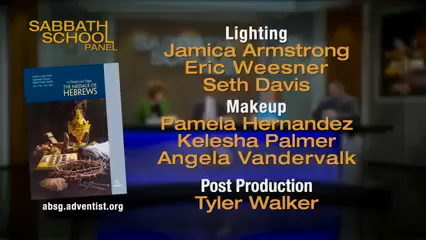 SABBATH
SCHOOL
PANEL
THE MESSAGE OF
HEBREWS
absg.adventist.org
Lighting
Jamica Armstrong
Eric Weesner
Seth Davis
Makeup
Pamela Hernandez
Kelesha Palmer
Angela Vandervalk
Post Production
Tyler Walker